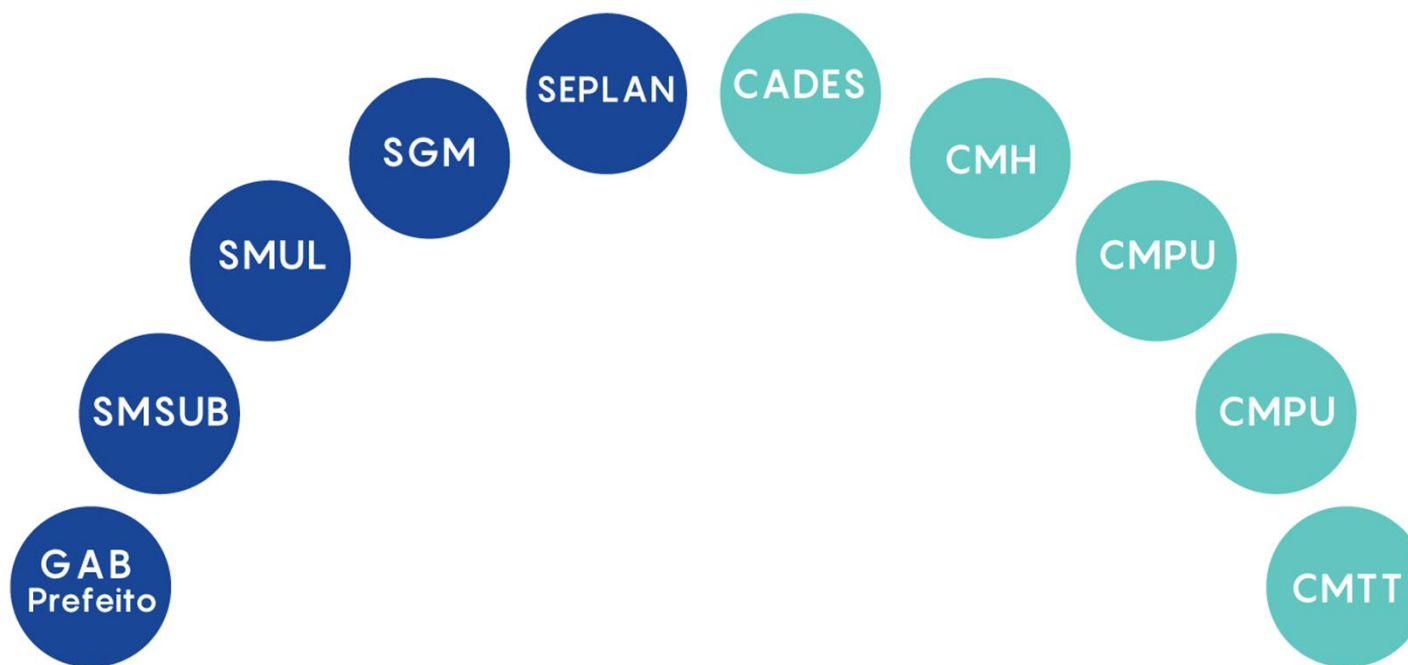 SEPLAN
CADES
SGM
CMH
SMUL
CMPU
SMSUB
CMPU
GAB
Prefeito
CMTT